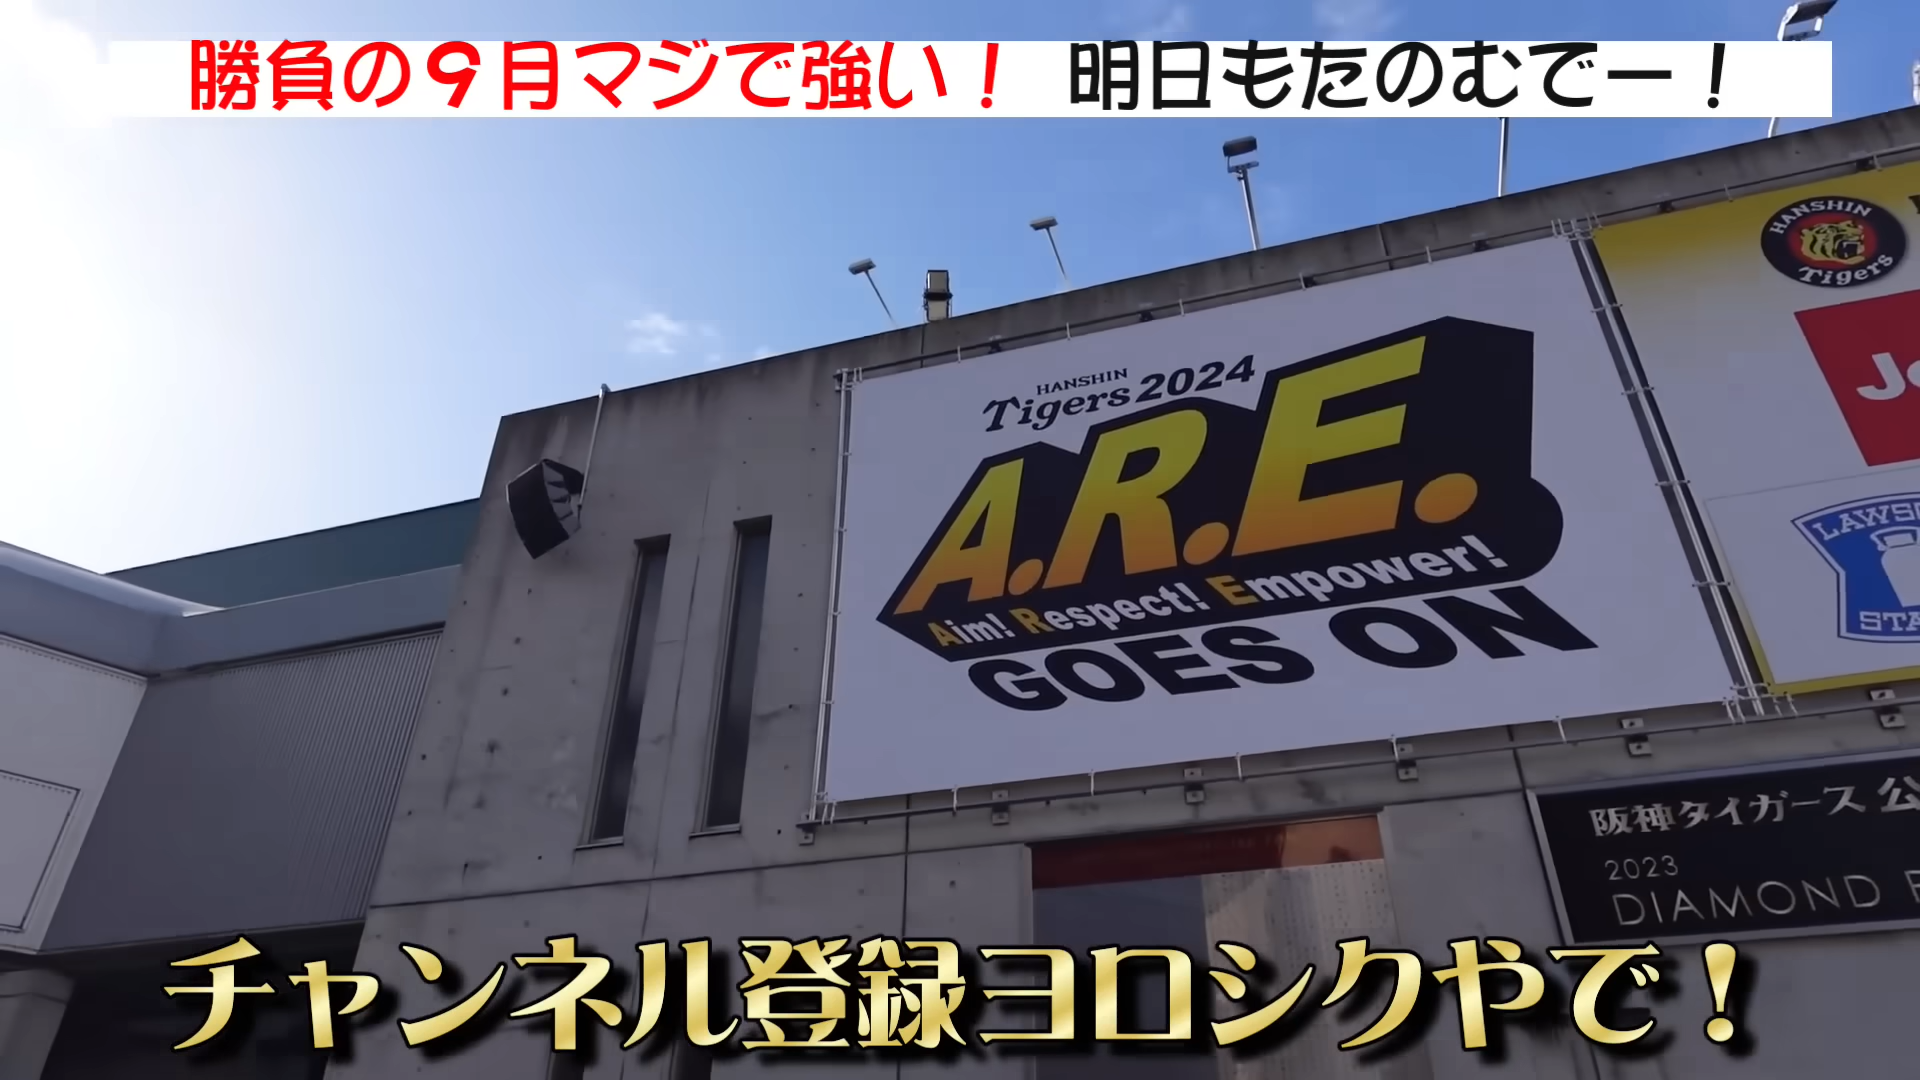 勝負の9月マジで強い！ 明日もたのむでー！
HANSHIN
Tigers
HANSHIN
Tigers 2024
A.R.E.
Aim! Respect! Empower!
GOES ON
阪神タイガース 公
2023
DIAMOND
チャンネル登録ヨロシクやで！